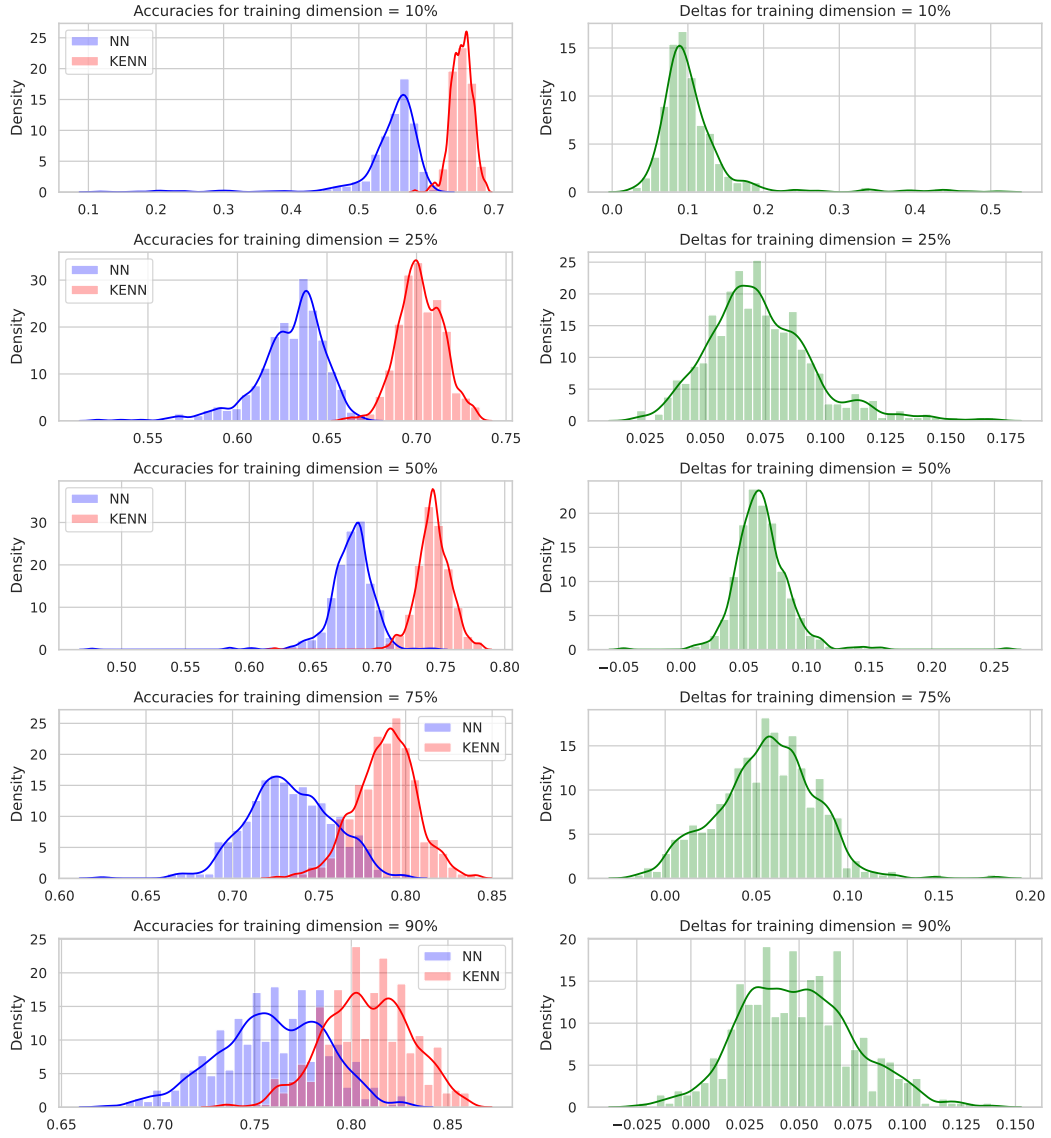 Accuracies for training dimension = 10%
Density
25
20
15
10
5
0
NN
KENN
0.1 0.2 0.3 0.4 0.5 0.6 0.7
Deltas for training dimension = 10%
Density
15
10
5
0
0.0 0.1 0.2 0.3 0.4 0.5
Accuracies for training dimension = 25%
Density
30
20
10
0
NN
KENN
0.55 0.60 0.65 0.70 0.75
Deltas for training dimension = 25%
Density
25
20
15
10
5
0
0.025 0.050 0.075 0.100 0.125 0.150 0.175
Accuracies for training dimension = 50%
Density
30
20
10
0
NN
KENN
0.50 0.55 0.60 0.65 0.70 0.75 0.80
Deltas for training dimension = 50%
Density
20
15
10
5
0
−0.05 0.00 0.05 0.10 0.15 0.20 0.25
Accuracies for training dimension = 75%
Density
25
20
15
10
5
0
NN
KENN
0.60 0.65 0.70 0.75 0.80 0.85
Deltas for training dimension = 75%
Density
15
10
5
0
0.00 0.05 0.10 0.15 0.20
Accuracies for training dimension = 90%
Density
25
20
15
10
5
0
NN
KENN
0.65 0.70 0.75 0.80 0.85
Deltas for training dimension = 90%
Density
20
15
10
5
0
−0.025 0.000 0.025 0.050 0.075 0.100 0.125 0.150